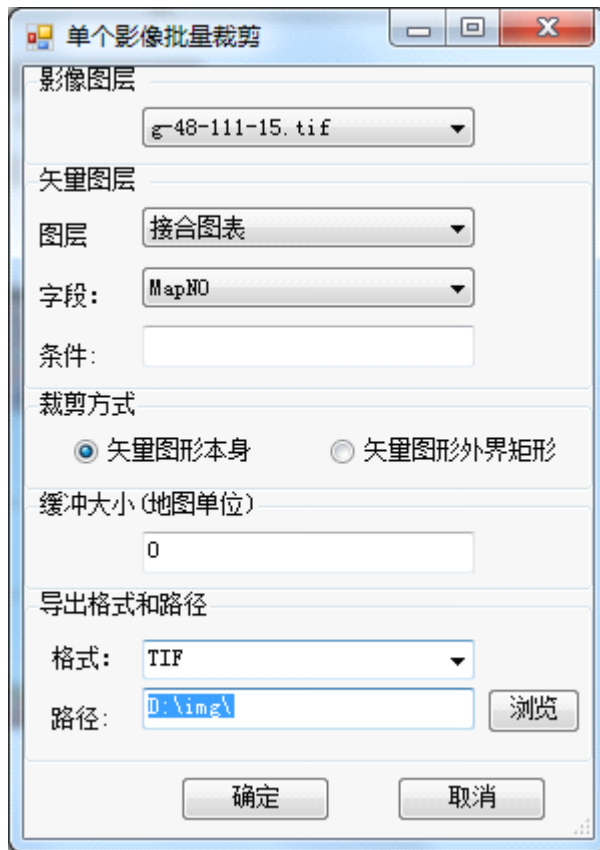 单个影像批量裁剪
影像图层
g-48-111-15.tif
矢量图层
图层 接合图表
字段: MapNO
条件:
裁剪方式
矢量图形本身 矢量图形外界矩形
缓冲大小(地图单位)
0
导出格式和路径
格式: TIF
路径: D:\img\ 浏览
确定 取消